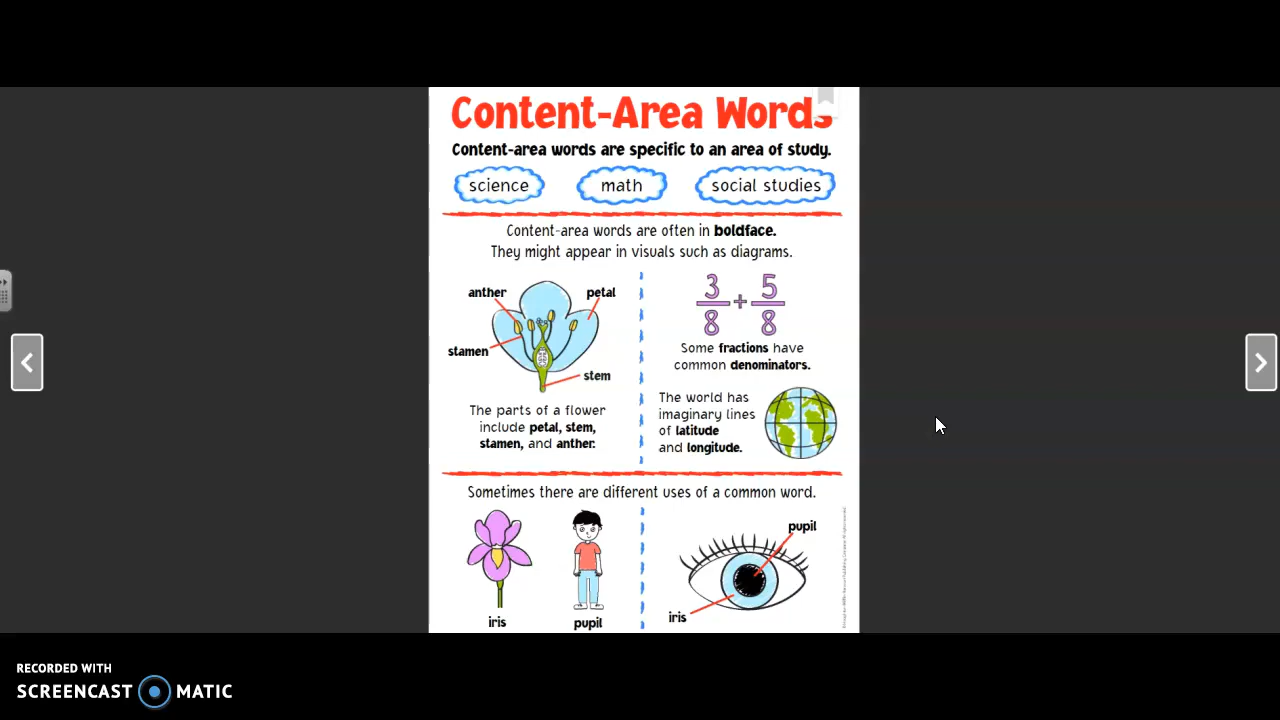 Content-Area Words
Content-area words are specific to an area of study.
science
math
social studies
Content-area words are often in boldface.
They might appear in visuals such as diagrams.
anther
petal
stamen
stem
The parts of a flower
include petal, stem,
stamen, and anther.
3/8 + 5/8
Some fractions have
common denominators.
The world has
imaginary lines
of latitude
and longitude.
Sometimes there are different uses of a common word.
iris
pupil
pupil
iris
RECORDED WITH
SCREENCAST MATIC